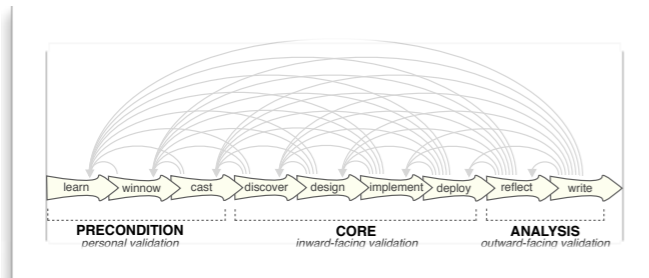 learn winnow cast discover design implement deploy reflect write
PRECONDITION CORE ANALYSIS
personal validation inward-facing validation outward-facing validation